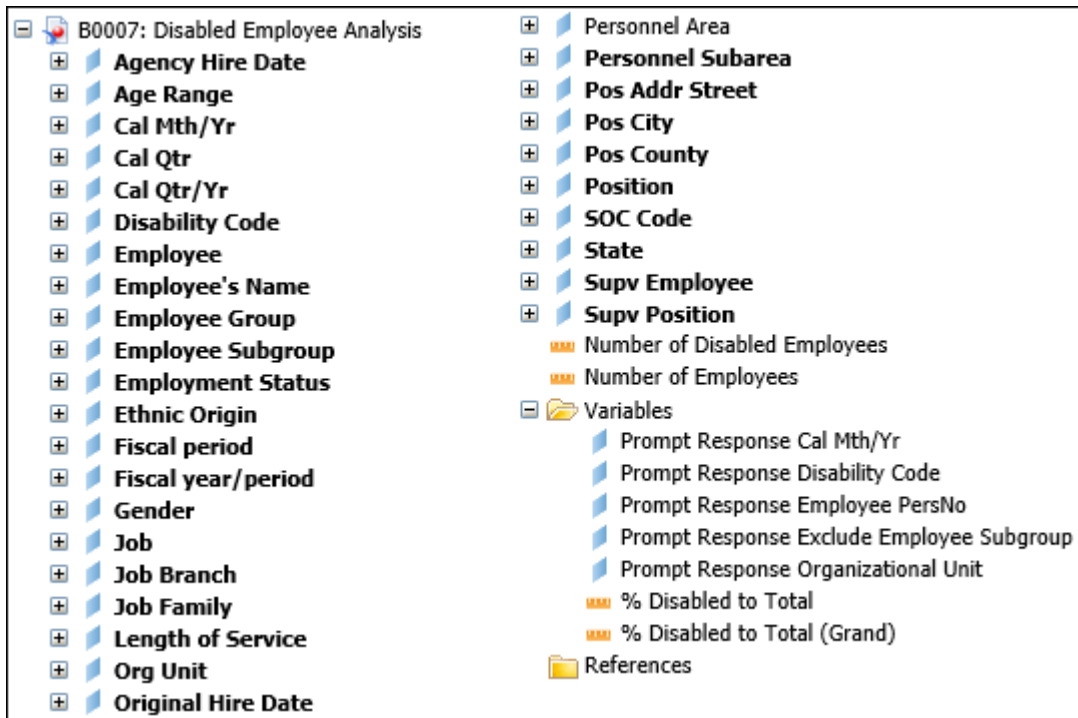 B0007: Disabled Employee Analysis
Agency Hire Date
Age Range
Cal Mth/Yr
Cal Qtr
Cal Qtr/Yr
Disability Code
Employee
Employee's Name
Employee Group
Employee Subgroup
Employment Status
Ethnic Origin
Fiscal period
Fiscal year/period
Gender
Job
Job Branch
Job Family
Length of Service
Org Unit
Original Hire Date
Personnel Area
Personnel Subarea
Pos Addr Street
Pos City
Pos County
Position
SOC Code
State
Supv Employee
Supv Position
Number of Disabled Employees
Number of Employees
Variables
Prompt Response Cal Mth/Yr
Prompt Response Disability Code
Prompt Response Employee PersNo
Prompt Response Exclude Employee Subgroup
Prompt Response Organizational Unit
% Disabled to Total
% Disabled to Total (Grand)
References